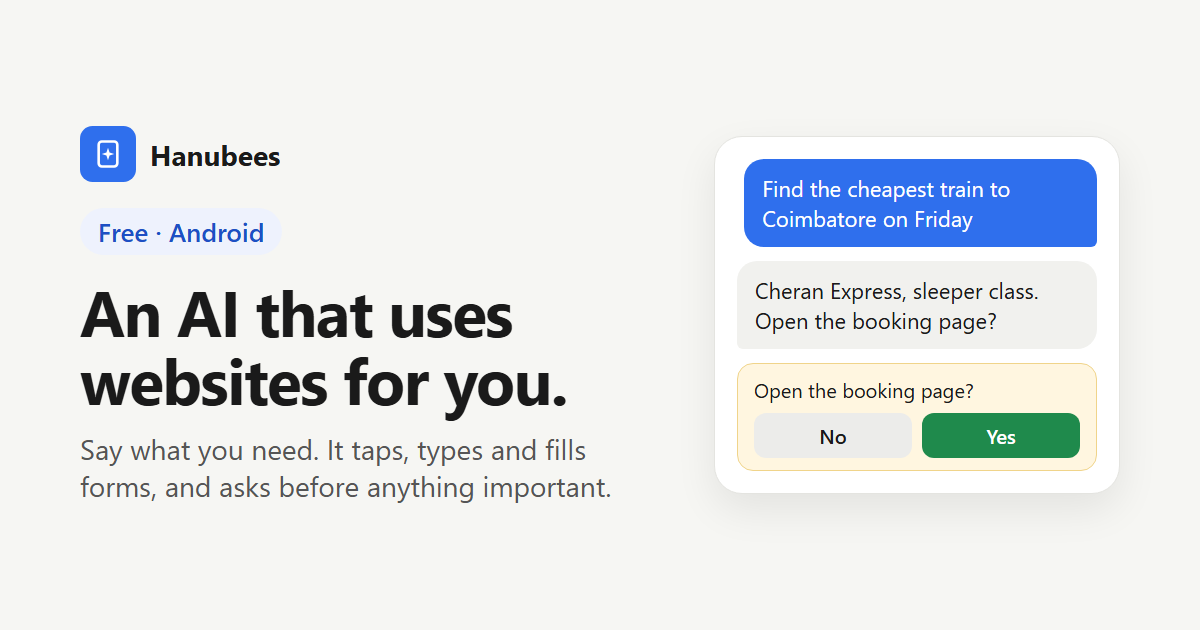 Hanubees
Free · Android
An AI that uses
websites for you.
Say what you need. It taps, types and fills
forms, and asks before anything important.
Find the cheapest train to
Coimbatore on Friday
Cheran Express, sleeper class.
Open the booking page?
Open the booking page?
No
Yes